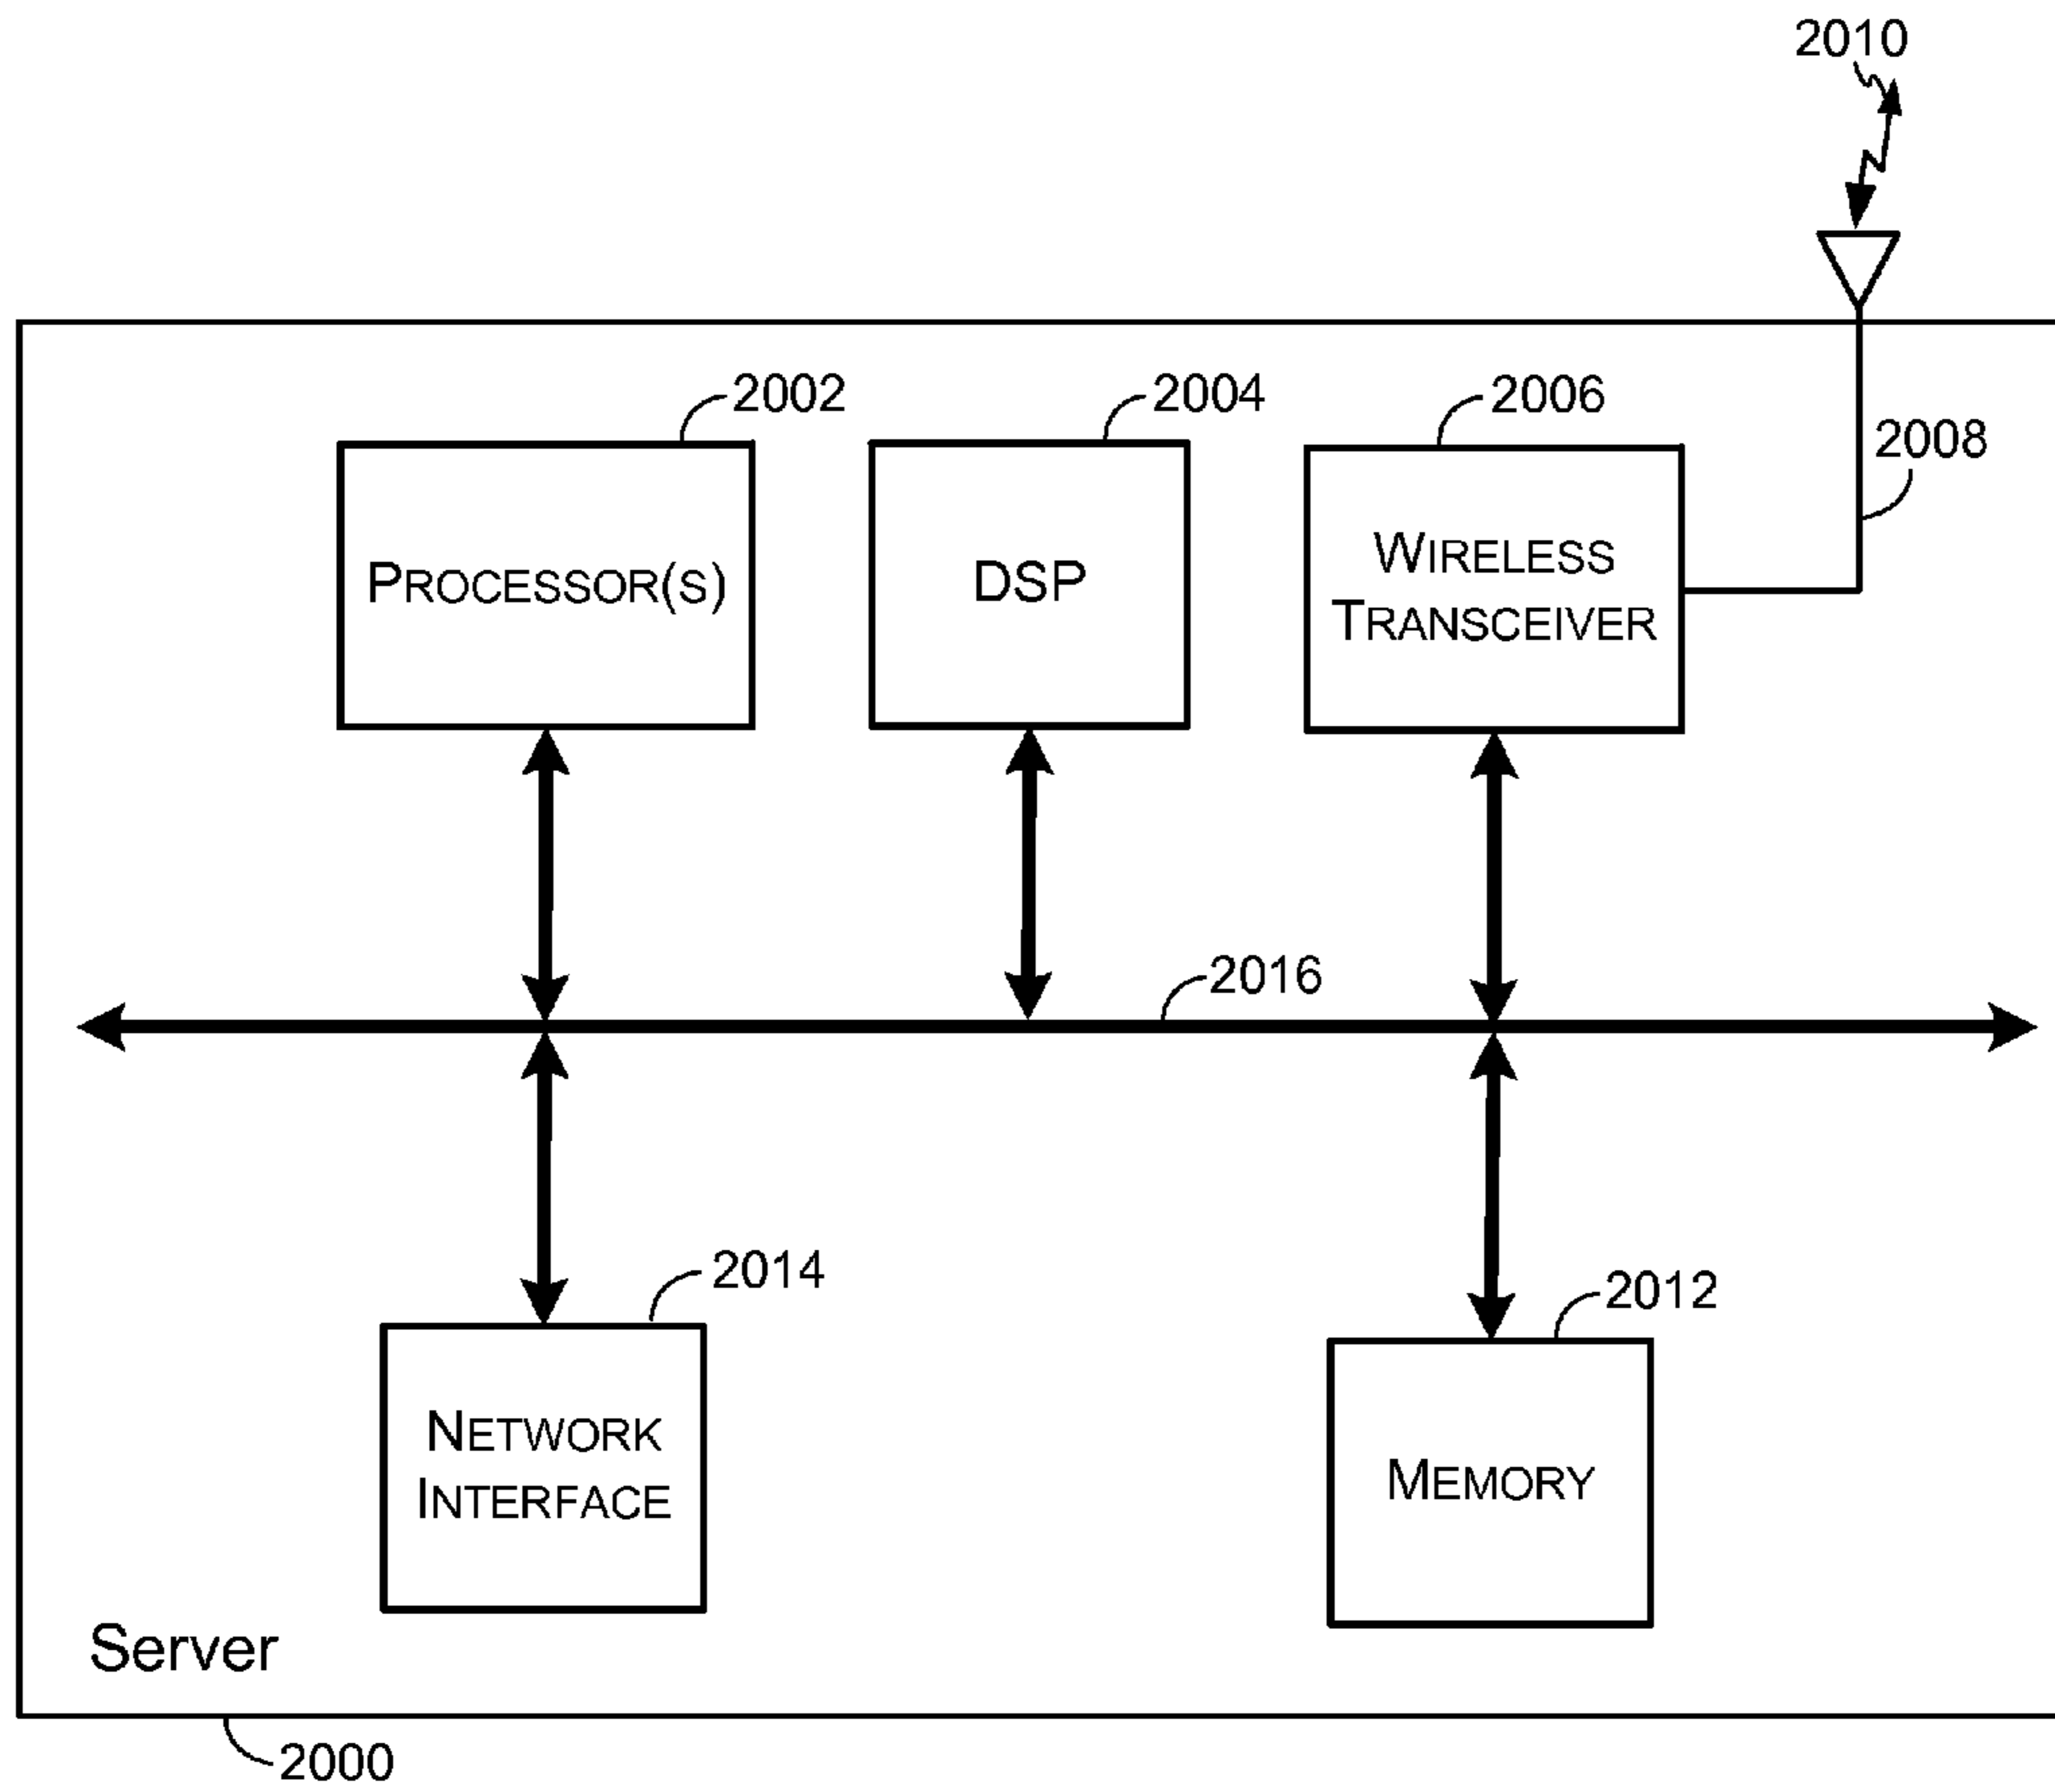 2010
2002
2004
2006
2008
PROCESSOR(S)
DSP
WIRELESS
TRANSCEIVER
2016
2014
2012
NETWORK
INTERFACE
MEMORY
Server
2000